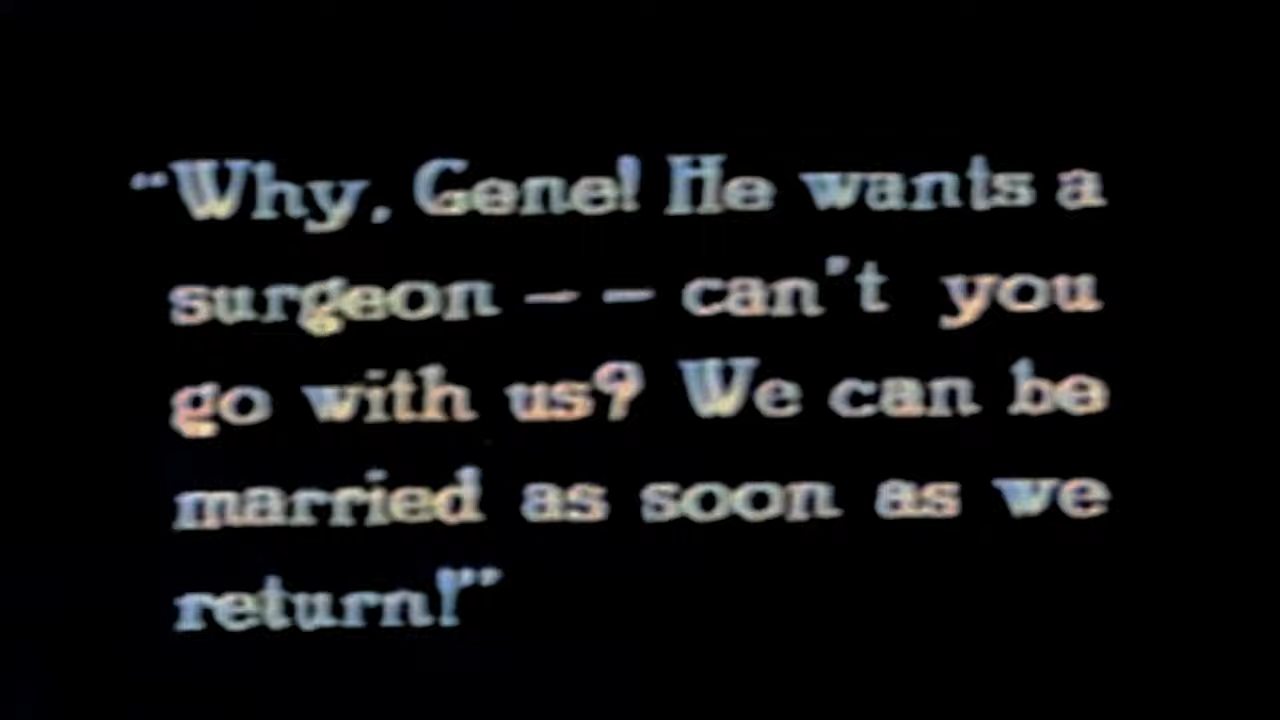 "Why, Gene! He wants a
surgeon -- can't you
go with us? We can be
married as soon as we
return!"